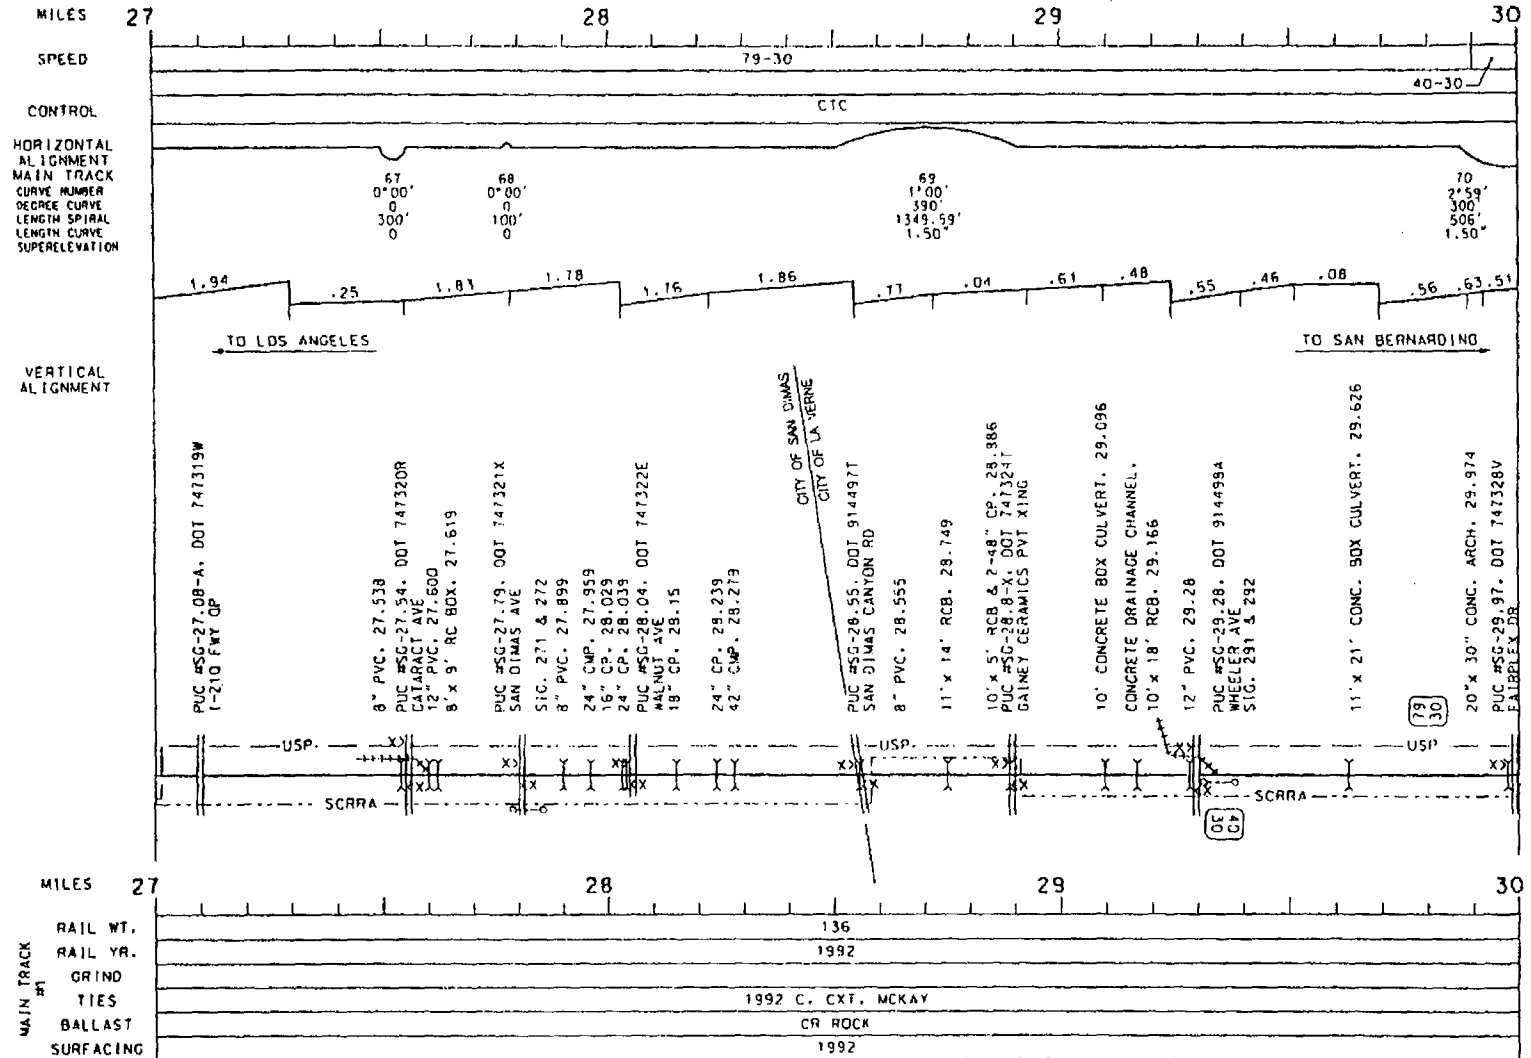 MILES 27 28 29 30
SPEED 79-30
40-30
CONTROL CTC
HORIZONTAL
ALIGNMENT
MAIN TRACK
CURVE NUMBER 67 68 69 70
DEGREE CURVE 0°00' 0°00' 1°00' 2°59'
LENGTH SPIRAL 0 0 390' 300'
LENGTH CURVE 300' 100' 1349.59' 506'
SUPERELEVATION 0 0 1.50" 1.50"
1.94 .25 1.83 1.78 1.76 1.86 .77 .04 .61 .48 .55 .46 .08 .56 .63 .51
TO LOS ANGELES TO SAN BERNARDINO
VERTICAL
ALIGNMENT
CITY OF SAN DIMAS
CITY OF LA VERNE
PUC #SG-27.08-A. DOT 747319W
I-210 FWY OP
8" PVC. 27.538
PUC #SG-27.54. DOT 747320R
CATARACT AVE
12" PVC. 27.600
8' x 9' RC BOX. 27.619
PUC #SG-27.79. DOT 747321X
SAN DIMAS AVE
SIG. 271 & 272
8" PVC. 27.899
24" CMP. 27.959
16" CP. 28.029
24" CP. 28.039
PUC #SG-28.04. DOT 747322E
WALNUT AVE
18" CP. 28.15
24" CP. 28.239
42" CMP. 28.279
PUC #SG-28.55. DOT 914497T
SAN DIMAS CANYON RD
8" PVC. 28.555
11' x 14' RCB. 28.749
10' x 5' RCB & 2-48" CP. 28.886
PUC #SG-28.8-X. DOT 747324T
GAINEY CERAMICS PVT XING
10' CONCRETE BOX CULVERT. 29.096
CONCRETE DRAINAGE CHANNEL.
10' x 18' RCB. 29.166
12" PVC. 29.28
PUC #SG-29.28. DOT 914498A
WHEELER AVE
SIG. 291 & 292
11' x 21' CONC. BOX CULVERT. 29.626
79
30
20" x 30" CONC. ARCH. 29.974
PUC #SG-29.97. DOT 747328V
FAIRPLEX DR
USP. USP. USP
SCRRA SCRRA
40
30
MILES 27 28 29 30
MAIN TRACK
#1
RAIL WT. 136
RAIL YR. 1992
GRIND
TIES 1992 C. CXT. MCKAY
BALLAST CR ROCK
SURFACING 1992